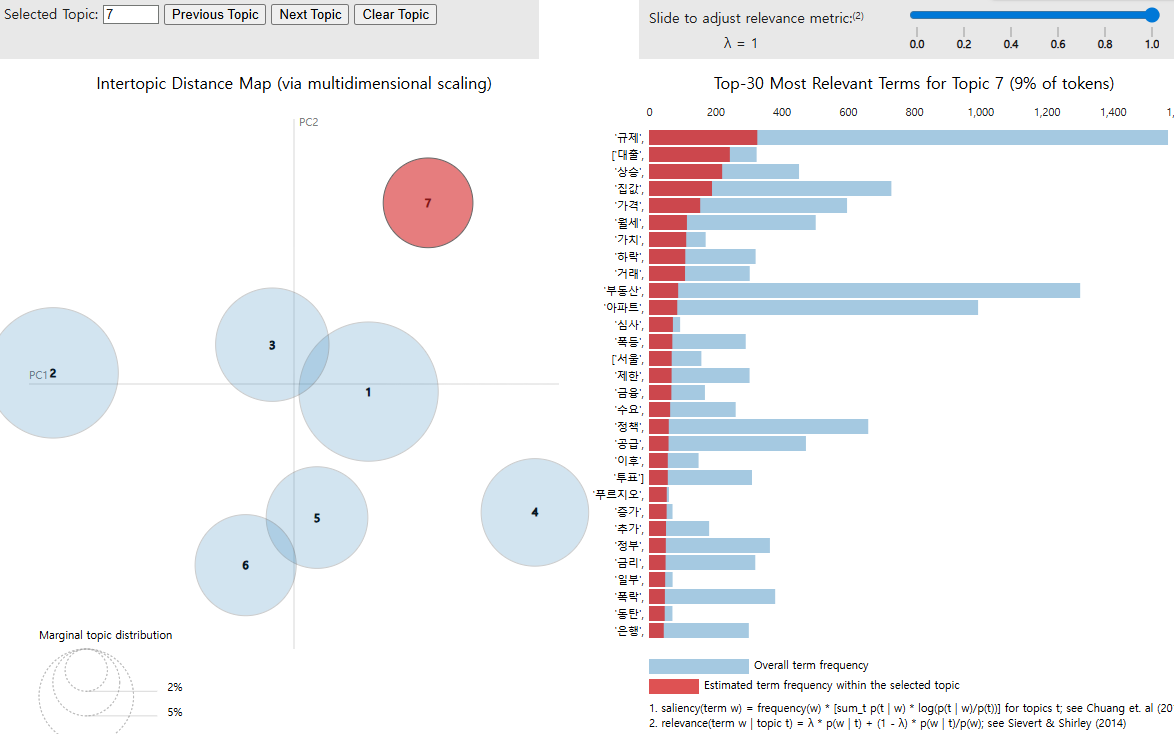 Selected Topic: 7 Previous Topic Next Topic Clear Topic
Slide to adjust relevance metric:(2)
λ = 1
0.0 0.2 0.4 0.6 0.8 1.0
Intertopic Distance Map (via multidimensional scaling)
PC2
7
3
1
PC1 2
5
4
6
Marginal topic distribution
2%
5%
Top-30 Most Relevant Terms for Topic 7 (9% of tokens)
0 200 400 600 800 1,000 1,200 1,400 1,
'규제',
['대출',
'상승',
'집값',
'가격',
'월세',
'가치',
'하락',
'거래',
'부동산',
'아파트',
'심사',
'폭등',
['서울',
'제한',
'금융',
'수요',
'정책',
'공급',
'이후',
'투표']
'푸르지오',
'증가',
'추가',
'정부',
'금리',
'일부',
'폭락',
'동탄',
'은행',
Overall term frequency
Estimated term frequency within the selected topic
1. saliency(term w) = frequency(w) * [sum_t p(t | w) * log(p(t | w)/p(t))] for topics t; see Chuang et. al (20
2. relevance(term w | topic t) = λ * p(w | t) + (1 - λ) * p(w | t)/p(w); see Sievert & Shirley (2014)